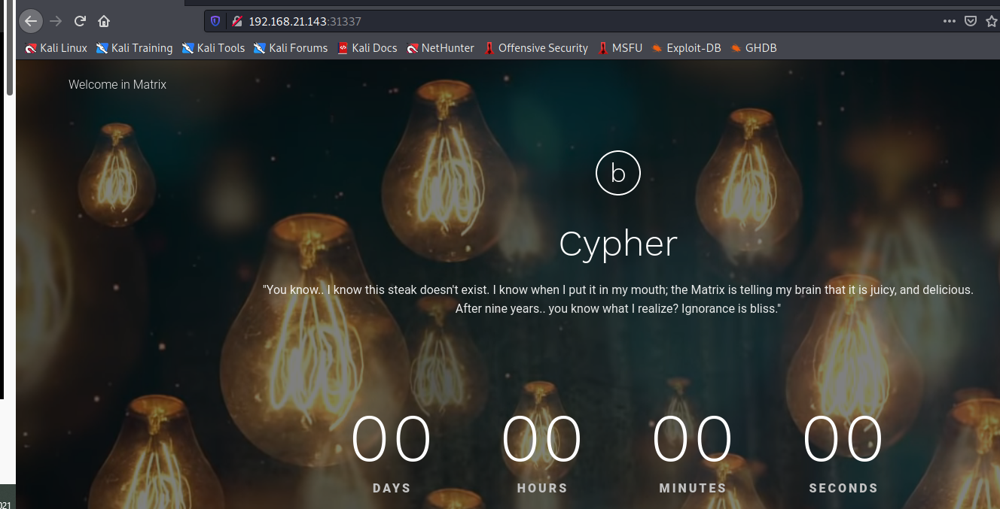 192.168.21.143:31337
Kali Linux Kali Training Kali Tools Kali Forums Kali Docs NetHunter Offensive Security MSFU Exploit-DB GHDB
Welcome in Matrix
b
Cypher
"You know.. I know this steak doesn't exist. I know when I put it in my mouth; the Matrix is telling my brain that it is juicy, and delicious.
After nine years.. you know what I realize? Ignorance is bliss."
00 00 00 00
DAYS HOURS MINUTES SECONDS
021